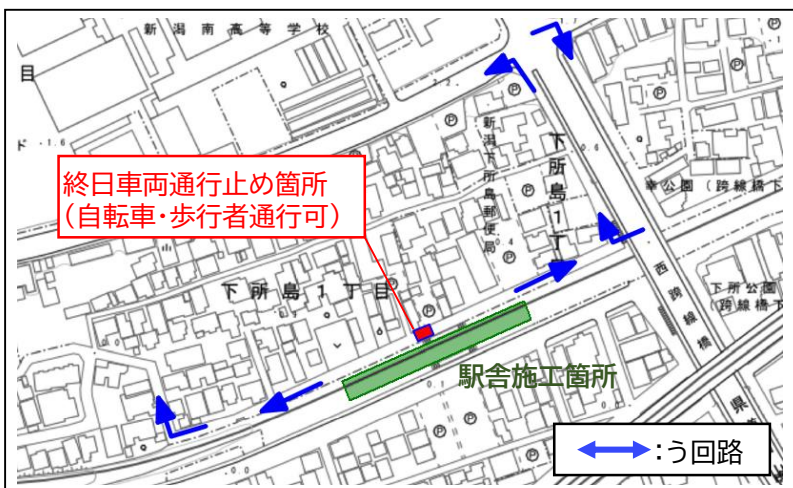 新潟南高等学校
目
終日車両通行止め箇所
(自転車・歩行者通行可)
新潟下所島郵便局
下所島1丁目
幸公園(跨線橋下
下所島1丁目
西跨線橋
下所公園
(跨線橋下
駅舎施工箇所
県
:う回路